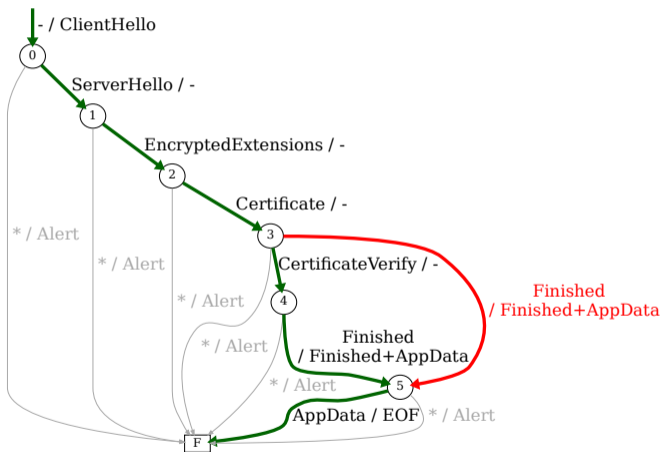 - / ClientHello
0
ServerHello / -
1
EncryptedExtensions / -
2
Certificate / -
* / Alert
3
* / Alert
CertificateVerify / -
* / Alert
4
Finished
/ Finished+AppData
* / Alert
Finished
/ Finished+AppData
* / Alert
5
AppData / EOF
* / Alert
F